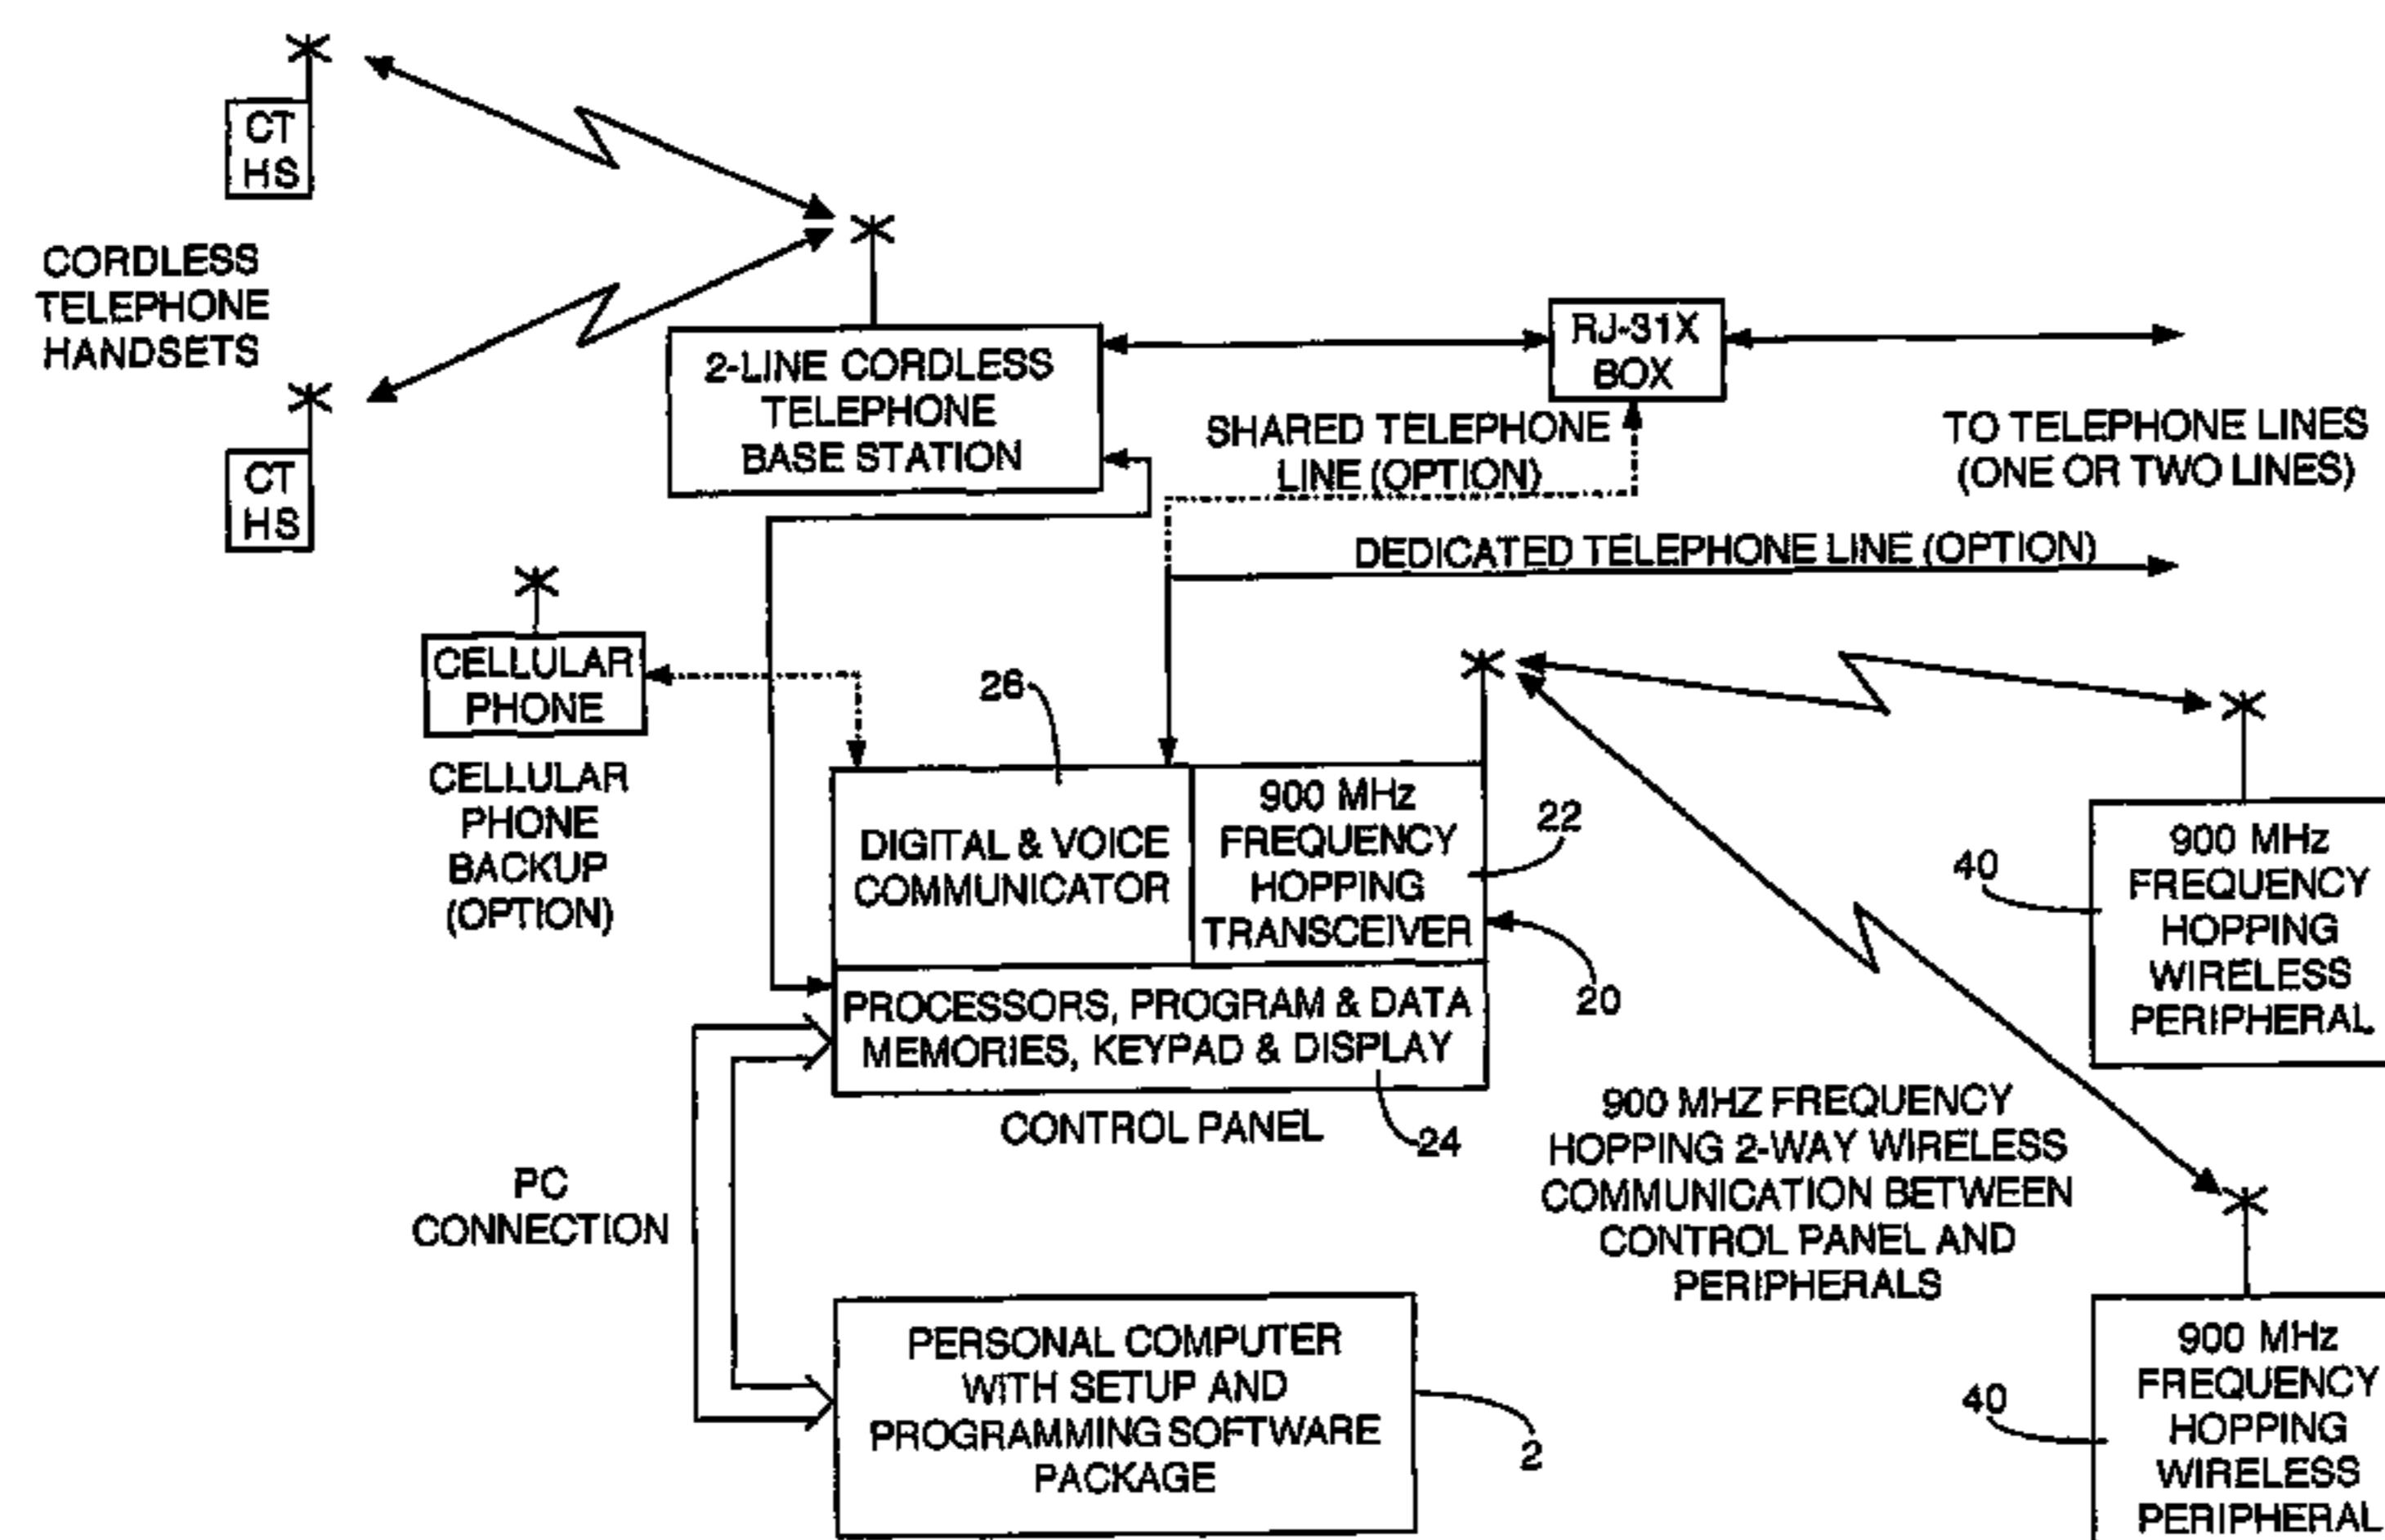 CT
HS
CORDLESS
TELEPHONE
HANDSETS
CT
HS
2-LINE CORDLESS
TELEPHONE
BASE STATION
RJ-31X
BOX
SHARED TELEPHONE
LINE (OPTION)
TO TELEPHONE LINES
(ONE OR TWO LINES)
DEDICATED TELEPHONE LINE (OPTION)
CELLULAR
PHONE
CELLULAR
PHONE
BACKUP
(OPTION)
26
DIGITAL & VOICE
COMMUNICATOR
900 MHz
FREQUENCY
HOPPING
TRANSCEIVER
22
20
PROCESSORS, PROGRAM & DATA
MEMORIES, KEYPAD & DISPLAY
CONTROL PANEL
24
40
900 MHz
FREQUENCY
HOPPING
WIRELESS
PERIPHERAL
900 MHZ FREQUENCY
HOPPING 2-WAY WIRELESS
COMMUNICATION BETWEEN
CONTROL PANEL AND
PERIPHERALS
PC
CONNECTION
PERSONAL COMPUTER
WITH SETUP AND
PROGRAMMING SOFTWARE
PACKAGE
2
40
900 MHz
FREQUENCY
HOPPING
WIRELESS
PERIPHERAL